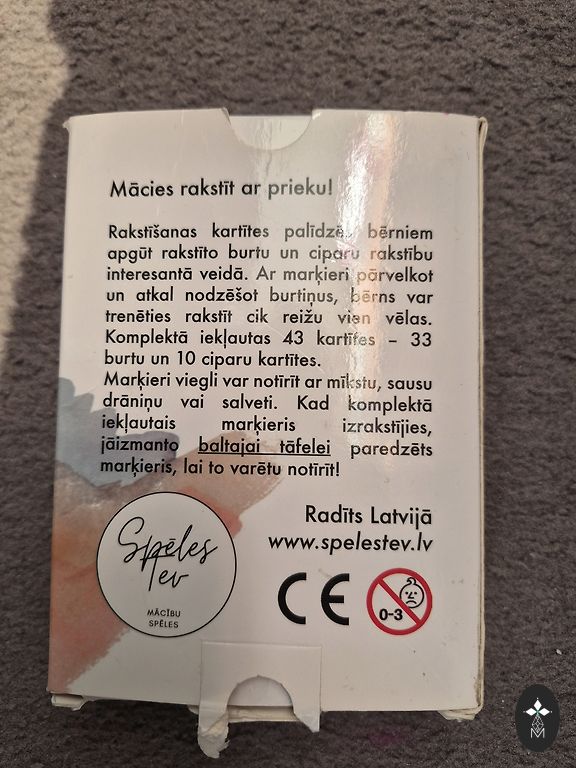 Mācies rakstīt ar prieku!
Rakstīšanas kartītes palīdzēs bērniem
apgūt rakstīto burtu un ciparu rakstību
interesantā veidā. Ar marķieri pārvelkot
un atkal nodzēšot burtiņus, bērns var
trenēties rakstīt cik reižu vien vēlas.
Komplektā iekļautas 43 kartītes – 33
burtu un 10 ciparu kartītes.
Marķieri viegli var notīrīt ar mīkstu, sausu
drāniņu vai salveti. Kad komplektā
iekļautais marķieris izrakstījies,
jāizmanto baltajai tāfelei paredzēts
marķieris, lai to varētu notīrīt!
Radīts Latvijā
www.spelestev.lv
Spēles
Tev
MĀCĪBU
SPĒLES
CE
0-3
M